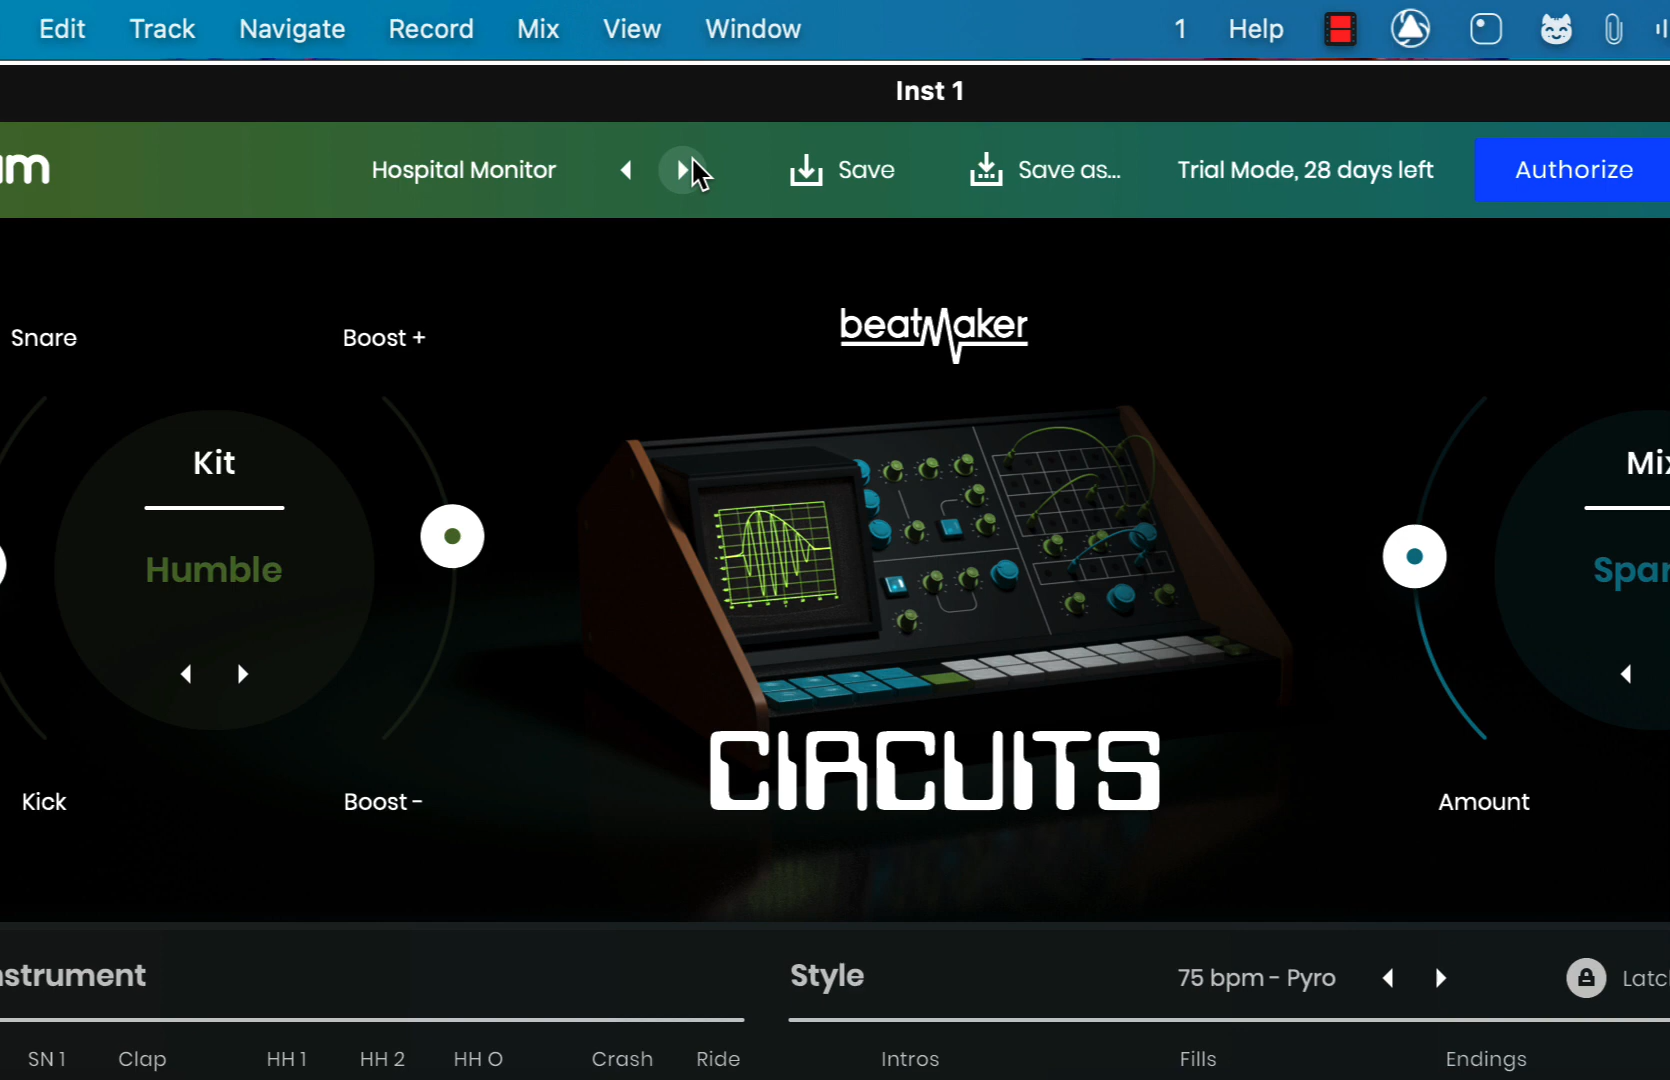 Edit Track Navigate Record Mix View Window 1 Help
Inst 1
Hospital Monitor Save Save as... Trial Mode, 28 days left Authorize
beatMaker
Snare Boost +
Kit Mix
Humble
CIRCUITS
Kick Boost - Amount
Style 75 bpm - Pyro
SN 1 Clap HH 1 HH 2 HH O Crash Ride Intros Fills Endings